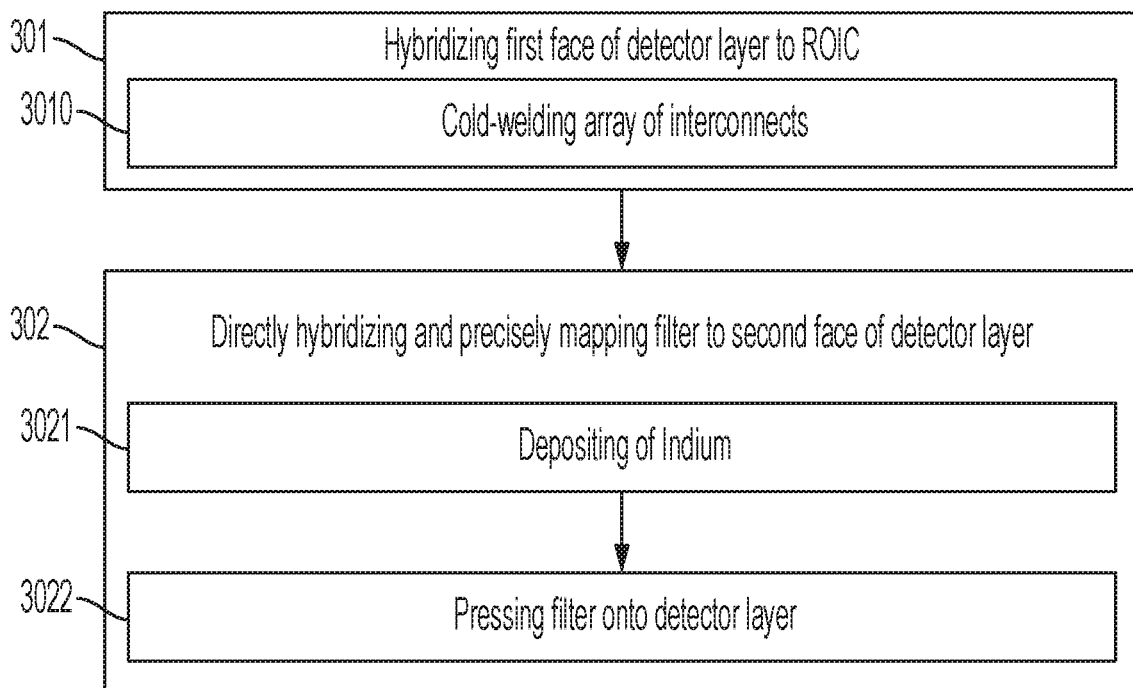 301
Hybridizing first face of detector layer to ROIC
3010
Cold-welding array of interconnects
302
Directly hybridizing and precisely mapping filter to second face of detector layer
3021
Depositing of Indium
3022
Pressing filter onto detector layer